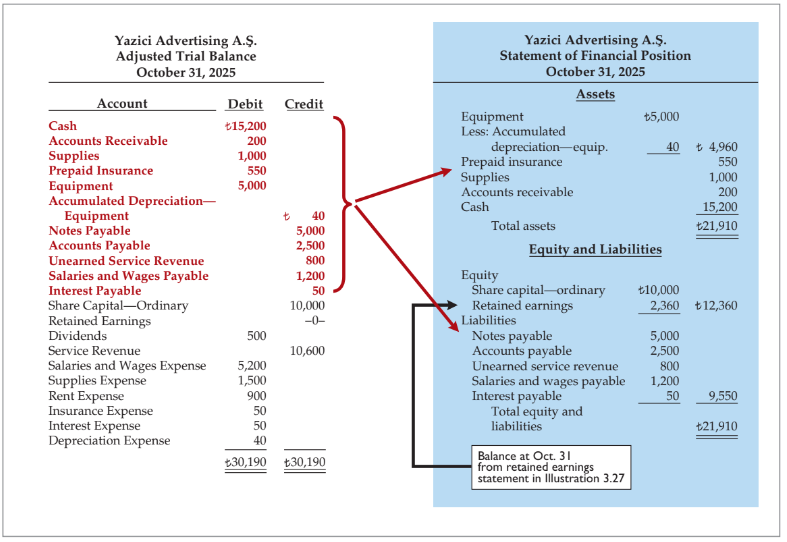 Yazici Advertising A.Ş.
Adjusted Trial Balance
October 31, 2025
Account Debit Credit
Cash ₺15,200
Accounts Receivable 200
Supplies 1,000
Prepaid Insurance 550
Equipment 5,000
Accumulated Depreciation—
Equipment ₺ 40
Notes Payable 5,000
Accounts Payable 2,500
Unearned Service Revenue 800
Salaries and Wages Payable 1,200
Interest Payable 50
Share Capital—Ordinary 10,000
Retained Earnings –0–
Dividends 500
Service Revenue 10,600
Salaries and Wages Expense 5,200
Supplies Expense 1,500
Rent Expense 900
Insurance Expense 50
Interest Expense 50
Depreciation Expense 40
₺30,190 ₺30,190
Yazici Advertising A.Ş.
Statement of Financial Position
October 31, 2025
Assets
Equipment ₺5,000
Less: Accumulated
depreciation—equip. 40 ₺ 4,960
Prepaid insurance 550
Supplies 1,000
Accounts receivable 200
Cash 15,200
Total assets ₺21,910
Equity and Liabilities
Equity
Share capital—ordinary ₺10,000
Retained earnings 2,360 ₺12,360
Liabilities
Notes payable 5,000
Accounts payable 2,500
Unearned service revenue 800
Salaries and wages payable 1,200
Interest payable 50 9,550
Total equity and
liabilities ₺21,910
Balance at Oct. 31
from retained earnings
statement in Illustration 3.27